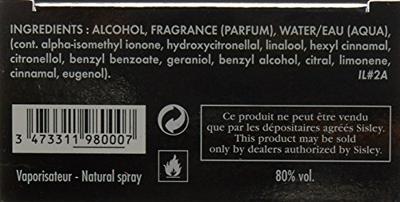 INGREDIENTS : ALCOHOL, FRAGRANCE (PARFUM), WATER/EAU (AQUA),
(cont. alpha-isomethyl ionone, hydroxycitronellal, linalool, hexyl cinnamal,
citronellol, benzyl benzoate, geraniol, benzyl alcohol, citral, limonene,
cinnamal, eugenol).
IL#2A
3 473311 980007
Ce produit ne peut être vendu
que par les dépositaires agréés Sisley.
This product may be sold
only by dealers authorized by Sisley.
Vaporisateur - Natural spray
80% vol.